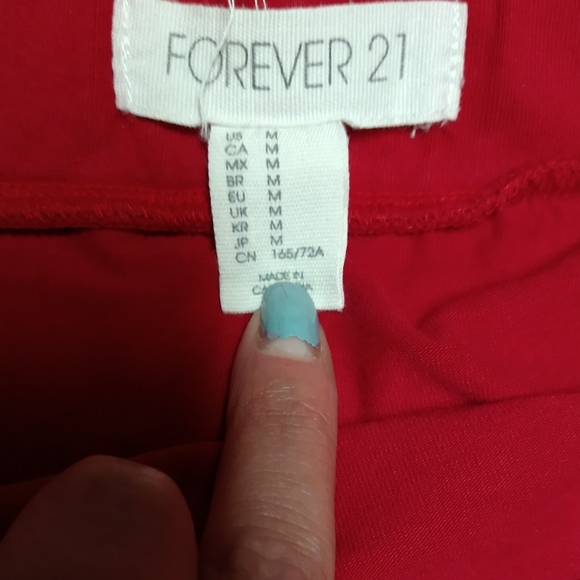 FOREVER 21
US M
CA M
MX M
BR M
EU M
UK M
KR M
JP M
CN 165/72A
MADE IN